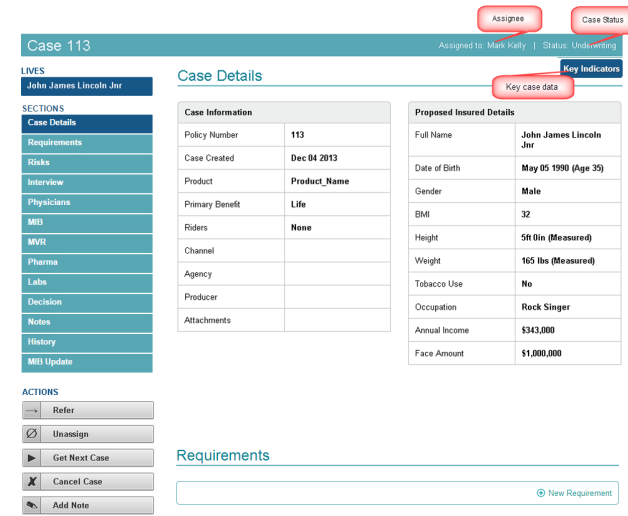 Assignee
Case Status
Case 113
Assigned to: Mark Kelly | Status: Underwriting
LIVES
John James Lincoln Jnr
Case Details
Key Indicators
Key case data
SECTIONS
Case Details
Requirements
Risks
Interview
Physicians
MIB
MVR
Pharma
Labs
Decision
Notes
History
MIB Update
Case Information
Policy Number 113
Case Created Dec 04 2013
Product Product_Name
Primary Benefit Life
Riders None
Channel
Agency
Producer
Attachments
Proposed Insured Details
Full Name John James Lincoln
Jnr
Date of Birth May 05 1990 (Age 35)
Gender Male
BMI 32
Height 5ft 0in (Measured)
Weight 165 lbs (Measured)
Tobacco Use No
Occupation Rock Singer
Annual Income $343,000
Face Amount $1,000,000
ACTIONS
Refer
Unassign
Get Next Case
Cancel Case
Add Note
Requirements
New Requirement